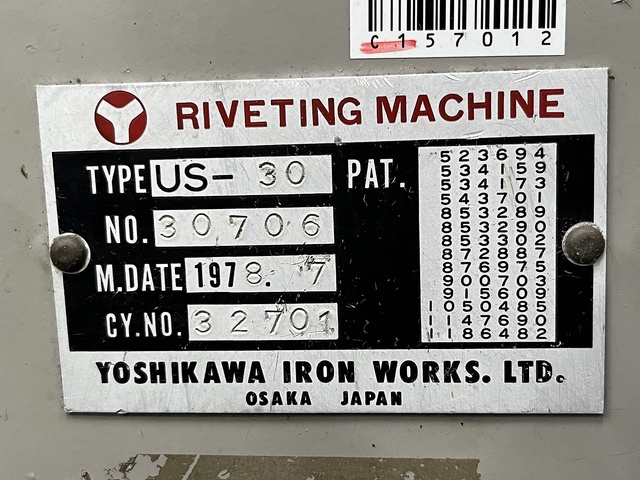 C157012
RIVETING MACHINE
TYPE US-30
NO. 30706
M.DATE 1978. 7
CY.NO. 32701
PAT.
523694
534159
534173
543701
853289
853290
853302
872887
876975
900703
915609
1050485
1147690
1186482
YOSHIKAWA IRON WORKS. LTD.
OSAKA JAPAN